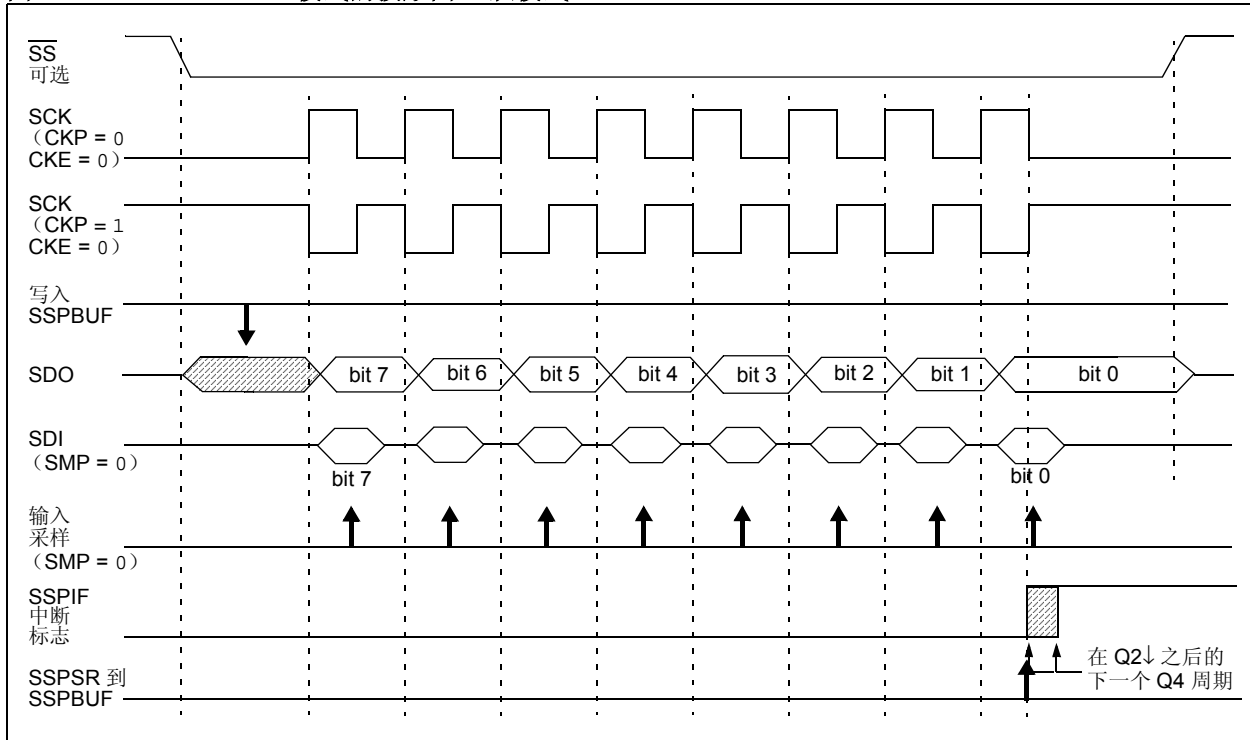 SS
可选
SCK
（CKP = 0
CKE = 0）
SCK
（CKP = 1
CKE = 0）
写入
SSPBUF
SDO
bit 7 bit 6 bit 5 bit 4 bit 3 bit 2 bit 1 bit 0
SDI
（SMP = 0）
bit 7 bit 0
输入
采样
（SMP = 0）
SSPIF
中断
标志
在 Q2↓ 之后的
下一个 Q4 周期
SSPSR 到
SSPBUF